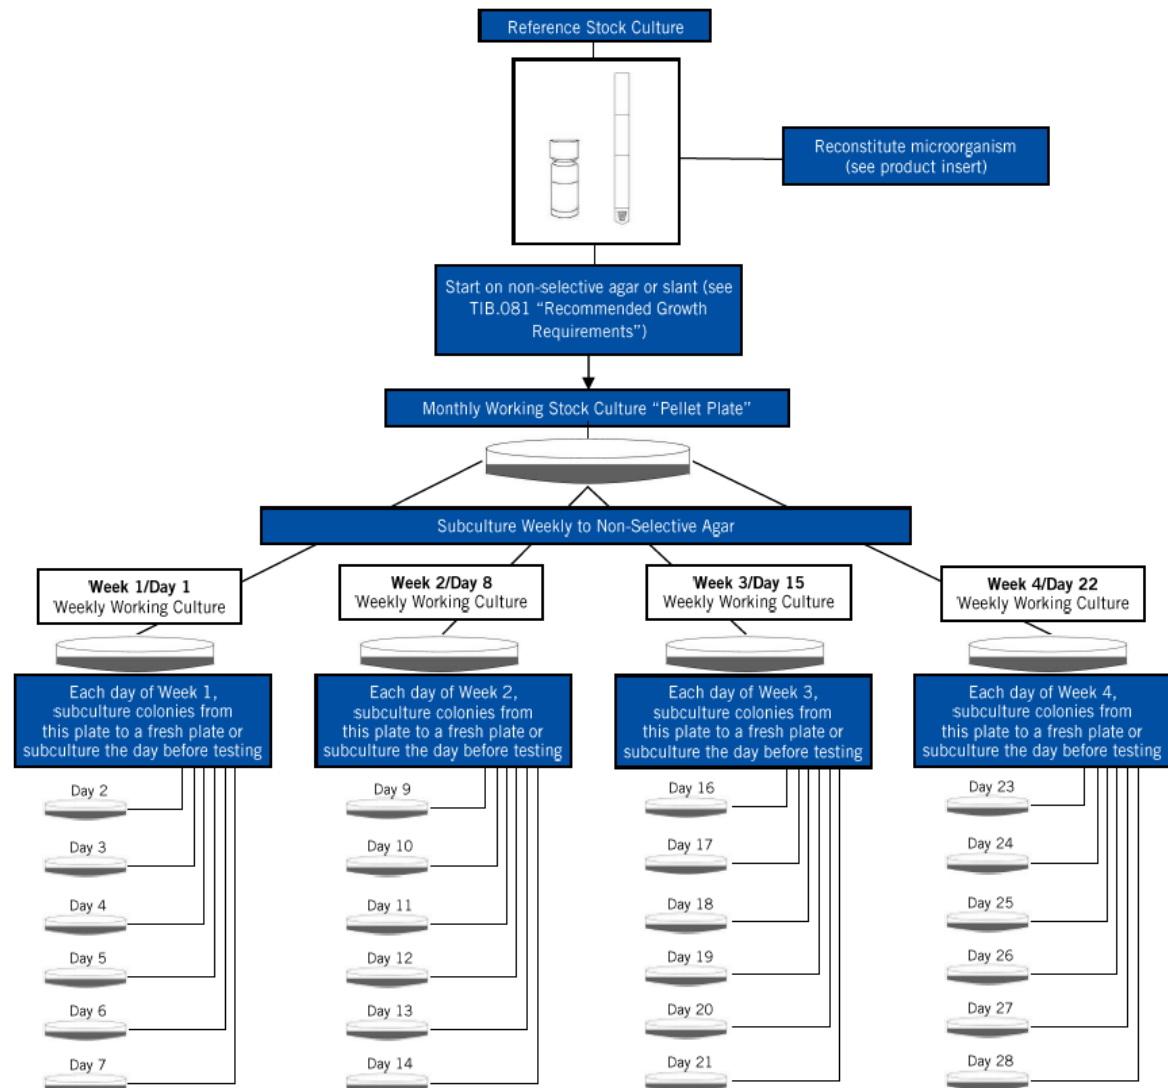 Reference Stock Culture
Reconstitute microorganism
(see product insert)
Start on non-selective agar or slant (see
TIB.081 “Recommended Growth
Requirements”)
Monthly Working Stock Culture “Pellet Plate”
Subculture Weekly to Non-Selective Agar
Week 1/Day 1
Weekly Working Culture
Week 2/Day 8
Weekly Working Culture
Week 3/Day 15
Weekly Working Culture
Week 4/Day 22
Weekly Working Culture
Each day of Week 1,
subculture colonies from
this plate to a fresh plate or
subculture the day before testing
Each day of Week 2,
subculture colonies from
this plate to a fresh plate or
subculture the day before testing
Each day of Week 3,
subculture colonies from
this plate to a fresh plate or
subculture the day before testing
Each day of Week 4,
subculture colonies from
this plate to a fresh plate or
subculture the day before testing
Day 2
Day 3
Day 4
Day 5
Day 6
Day 7
Day 9
Day 10
Day 11
Day 12
Day 13
Day 14
Day 16
Day 17
Day 18
Day 19
Day 20
Day 21
Day 23
Day 24
Day 25
Day 26
Day 27
Day 28